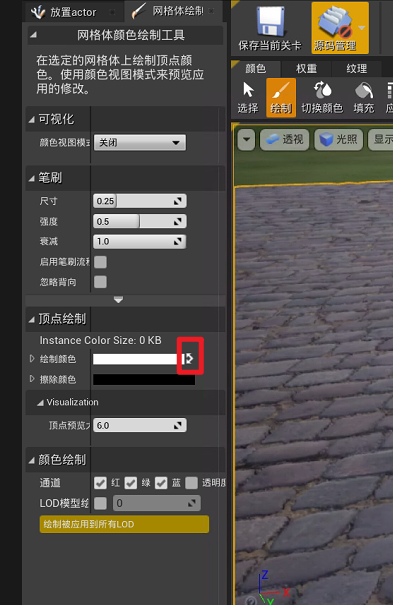 放置actor
网格体绘制
网格体颜色绘制工具
在选定的网格体上绘制顶点颜
色。使用颜色视图模式来预览应
用的修改。
可视化
颜色视图模式
关闭
笔刷
尺寸 0.25
强度 0.5
衰减 1.0
启用笔刷流
忽略背向
顶点绘制
Instance Color Size: 0 KB
绘制颜色
擦除颜色
Visualization
顶点预览大 6.0
颜色绘制
通道 红 绿 蓝 透明度
LOD模型绘 0
绘制被应用到所有LOD
保存当前关卡 源码管理
颜色 权重 纹理
选择 绘制 切换颜色 填充
透视 光照 显示
Z
X
Y